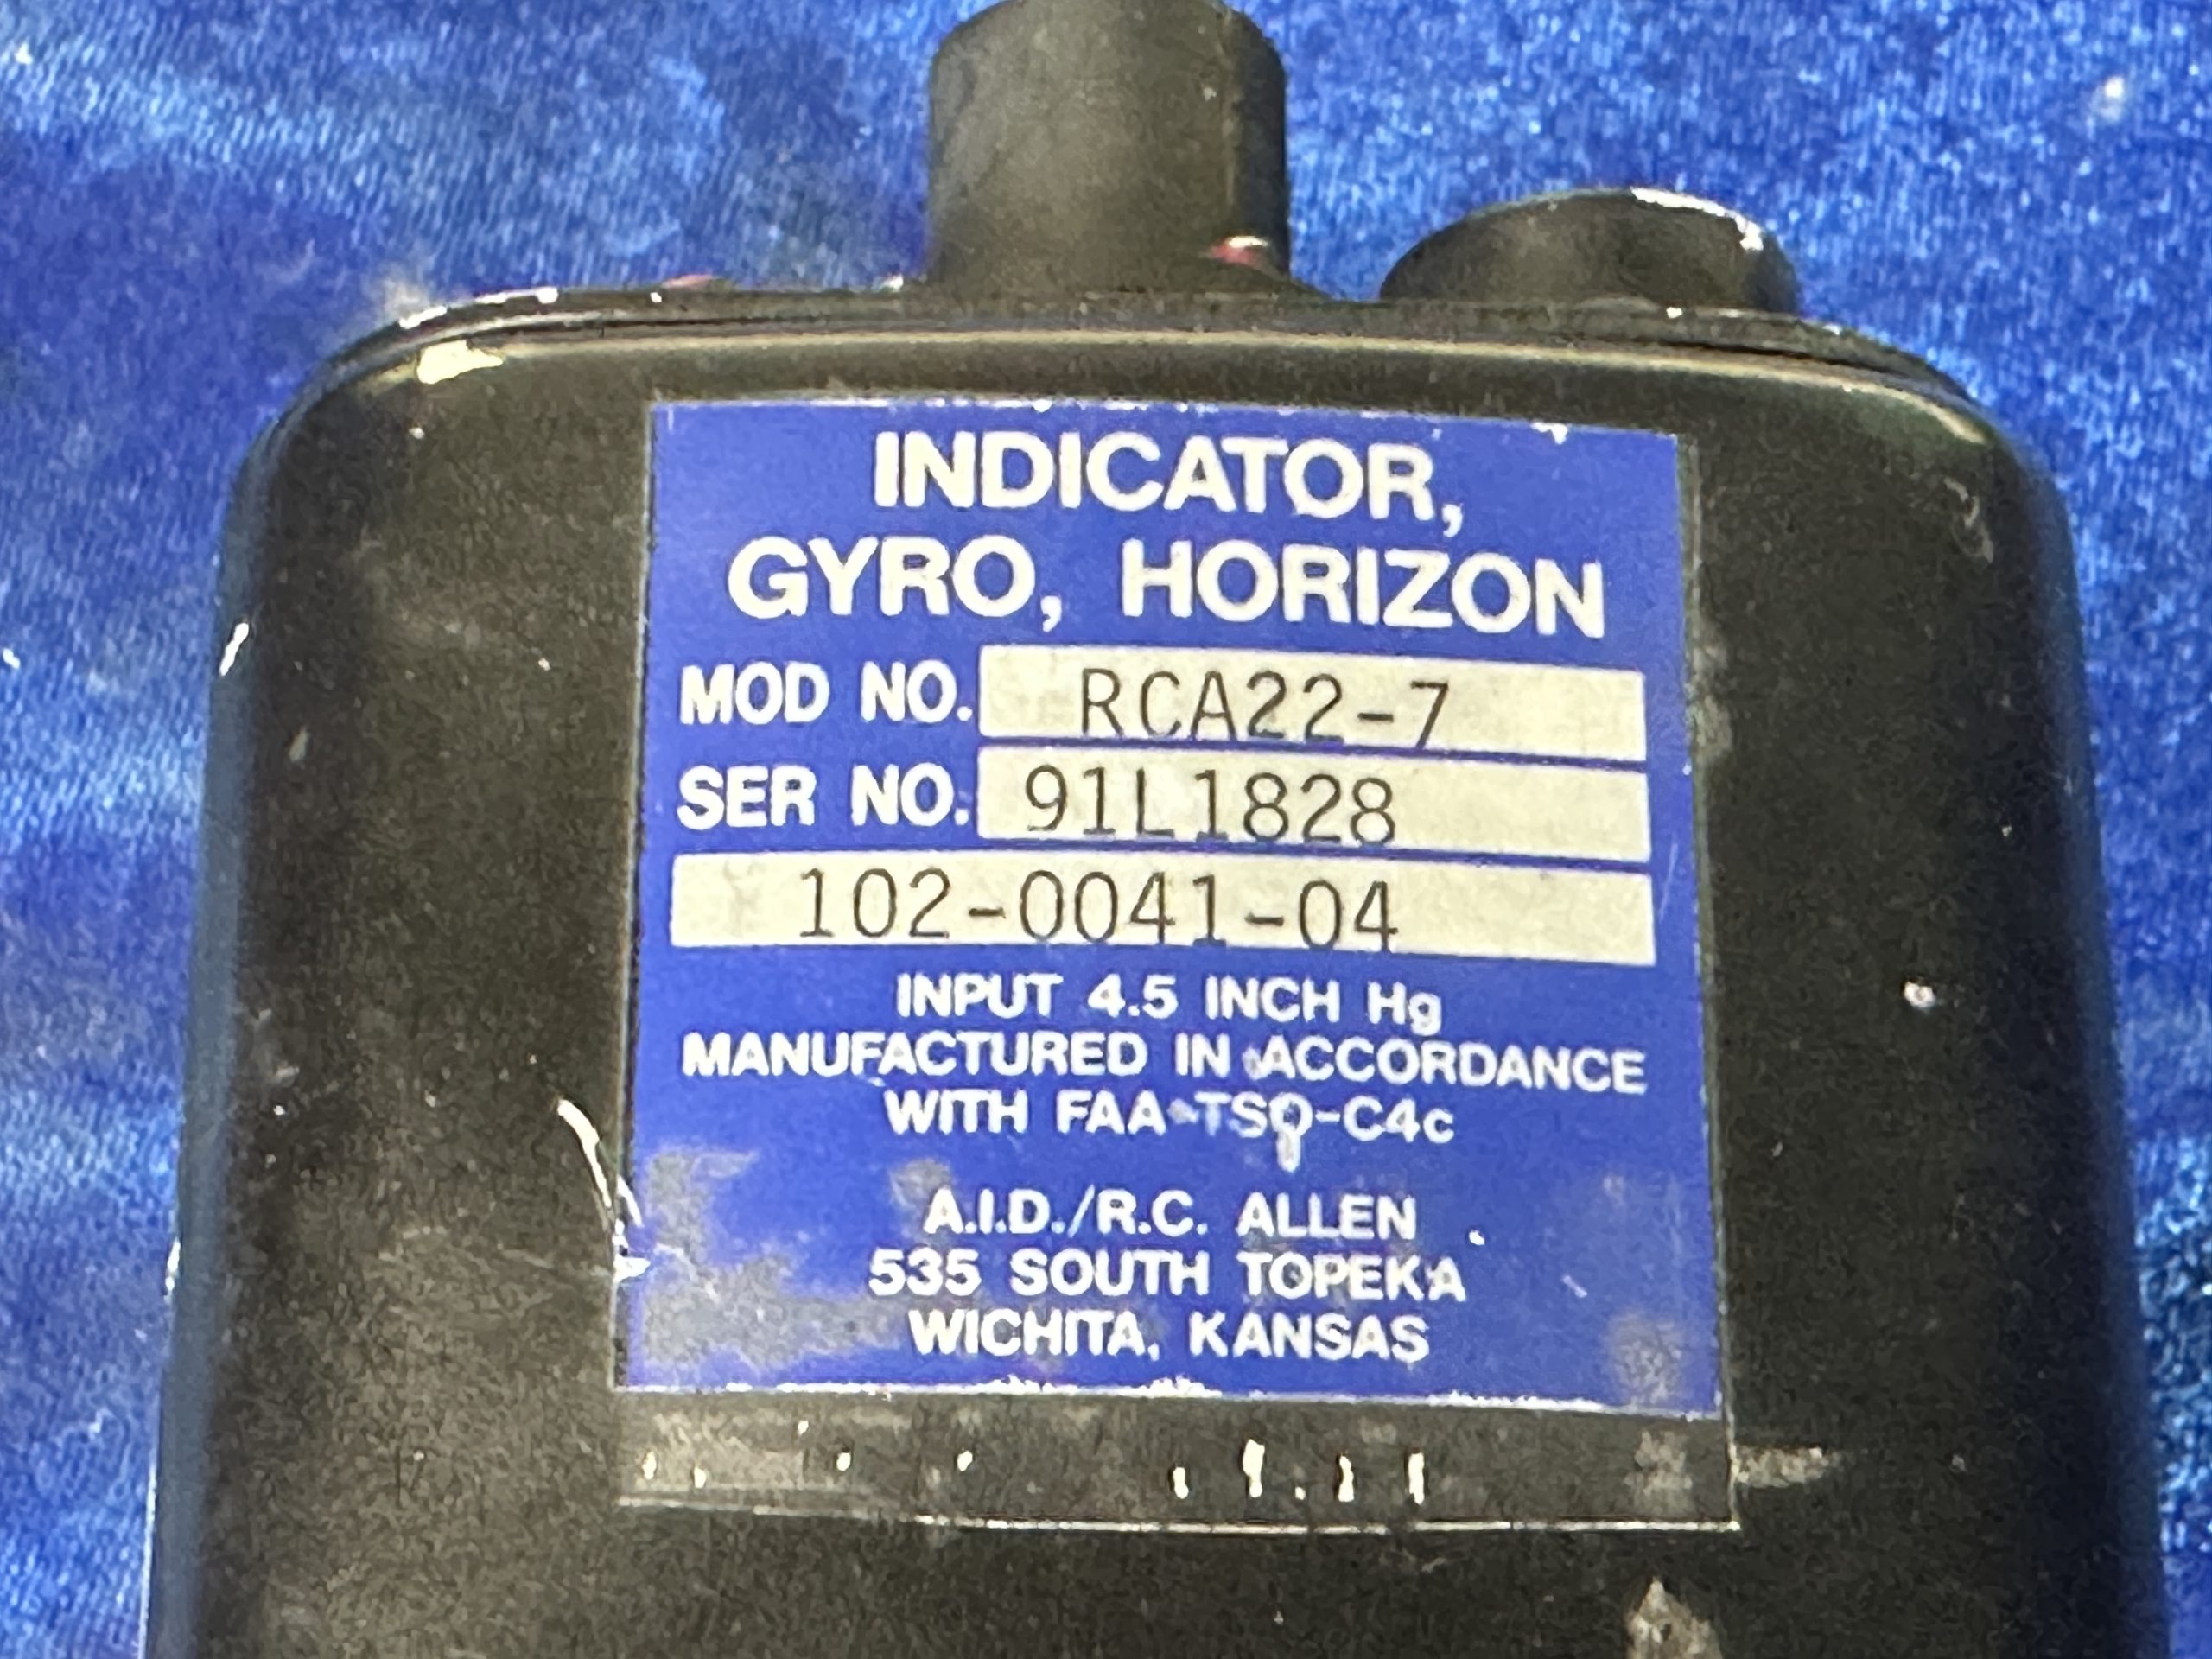 INDICATOR,
GYRO, HORIZON
MOD NO. RCA22-7
SER NO. 91L1828
102-0041-04
INPUT 4.5 INCH Hg
MANUFACTURED IN ACCORDANCE
WITH FAA-TSO-C4c
A.I.D./R.C. ALLEN
535 SOUTH TOPEKA
WICHITA, KANSAS